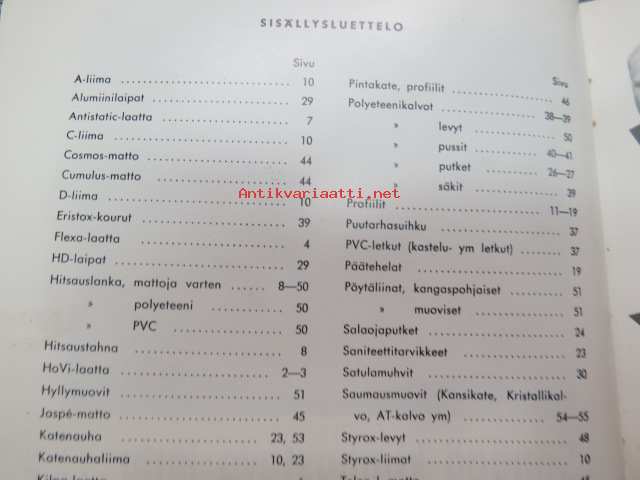 SISÄLLYSLUETTELO
Sivu
A-liima 10
Alumiinilaipat 29
Antistatic-laatta 7
C-liima 10
Cosmos-matto 44
Cumulus-matto 44
D-liima 10
Eristox-kourut 39
Flexa-laatta 4
HD-laipat 29
Hitsauslanka, mattoja varten 8—50
» polyeteeni 50
» PVC 50
Hitsaustahna 8
HoVi-laatta 2—3
Hyllymuovit 51
Jaspé-matto 45
Katenauha 23, 53
Katenauhaliima 10, 23
Sivu
Pintakate, profiilit 46
Polyeteenikalvot 38—39
» levyt 50
» pussit 40—41
» putket 26—27
» säkit 39
Profiilit 11—19
Puutarhasuihku 37
PVC-letkut (kastelu- ym letkut) 37
Päätehelat 19
Pöytäliinat, kangaspohjaiset 51
» muoviset 51
Salaojaputket 24
Saniteettitarvikkeet 23
Satulamuhvit 30
Saumausmuovit (Kansikate, Kristallikal-
vo, AT-kalvo ym) 54—55
Styrox-levyt 48
Styrox-liimat 10
Antikvariaatti.net